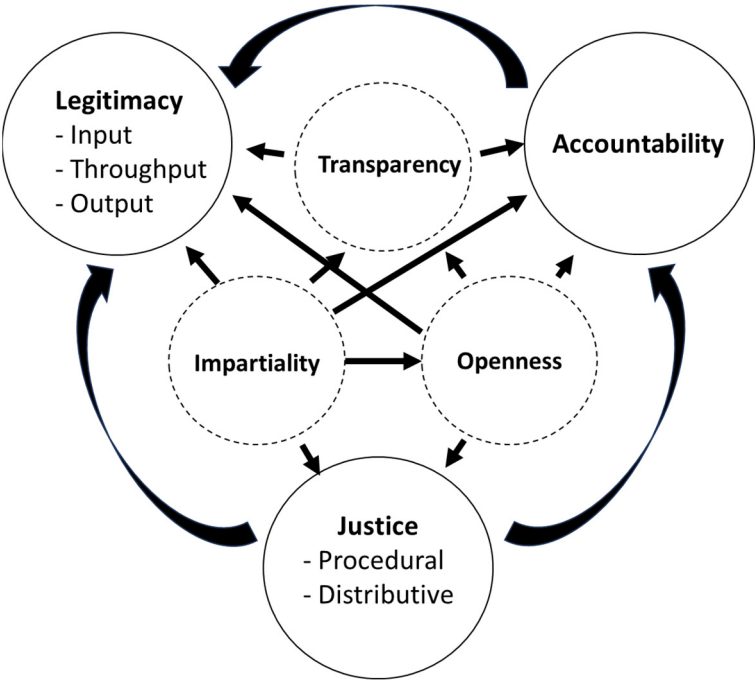 Legitimacy
- Input
- Throughput
- Output
Transparency
Accountability
Impartiality
Openness
Justice
- Procedural
- Distributive